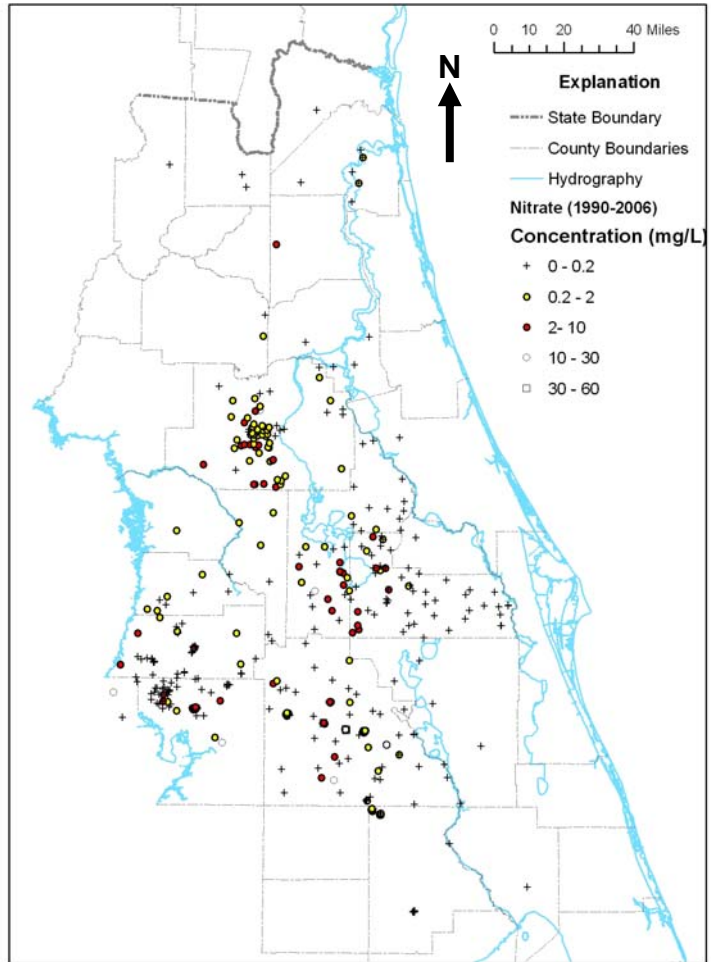 0 10 20 40 Miles
N
Explanation
State Boundary
County Boundaries
Hydrography
Nitrate (1990-2006)
Concentration (mg/L)
0 - 0.2
0.2 - 2
2- 10
10 - 30
30 - 60